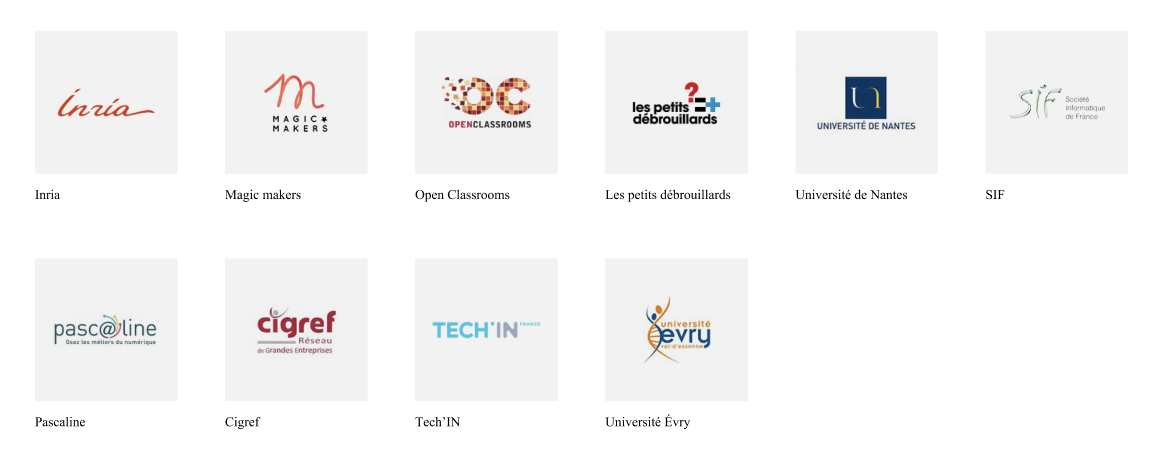 Inria
MAGIC★
MAKERS
OC
OPENCLASSROOMS
les petits
débrouillards
?
+
U
UNIVERSITÉ DE NANTES
SIF
Société
Informatique
de France
Inria
Magic makers
Open Classrooms
Les petits débrouillards
Université de Nantes
SIF
pasc@line
Osez les métiers du numérique
cigref
Réseau
de Grandes Entreprises
TECH'IN FRANCE
université
evry
val d'essonne
Pascaline
Cigref
Tech’IN
Université Évry